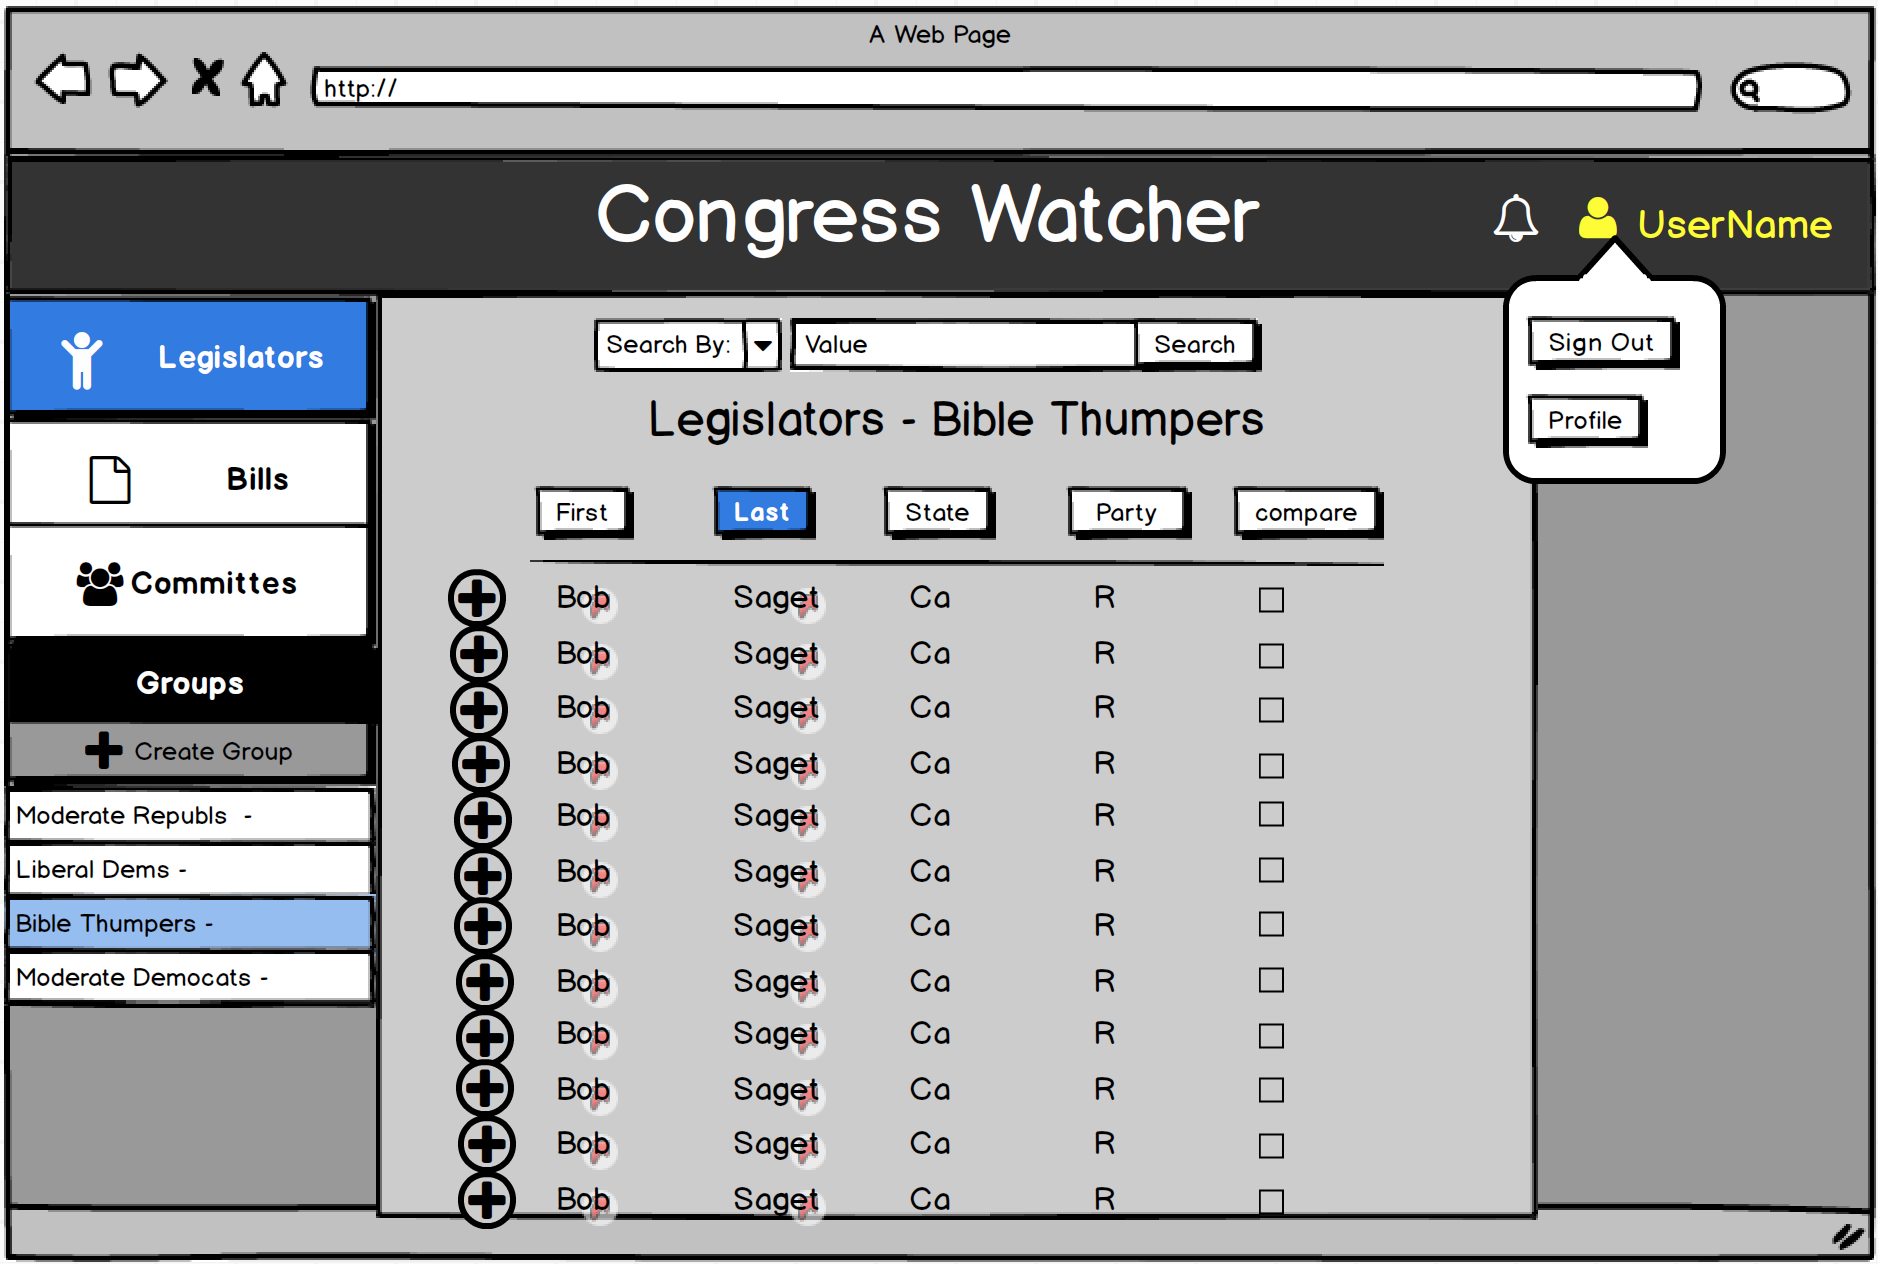 A Web Page
http://
Congress Watcher
UserName
Sign Out
Profile
Legislators
Bills
Committes
Groups
Create Group
Moderate Republs -
Liberal Dems -
Bible Thumpers -
Moderate Democats -
Search By: Value Search
Legislators - Bible Thumpers
First Last State Party compare
Bob Saget Ca R
Bob Saget Ca R
Bob Saget Ca R
Bob Saget Ca R
Bob Saget Ca R
Bob Saget Ca R
Bob Saget Ca R
Bob Saget Ca R
Bob Saget Ca R
Bob Saget Ca R
Bob Saget Ca R
Bob Saget Ca R